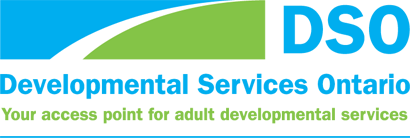 DSO
Developmental Services Ontario
Your access point for adult developmental services